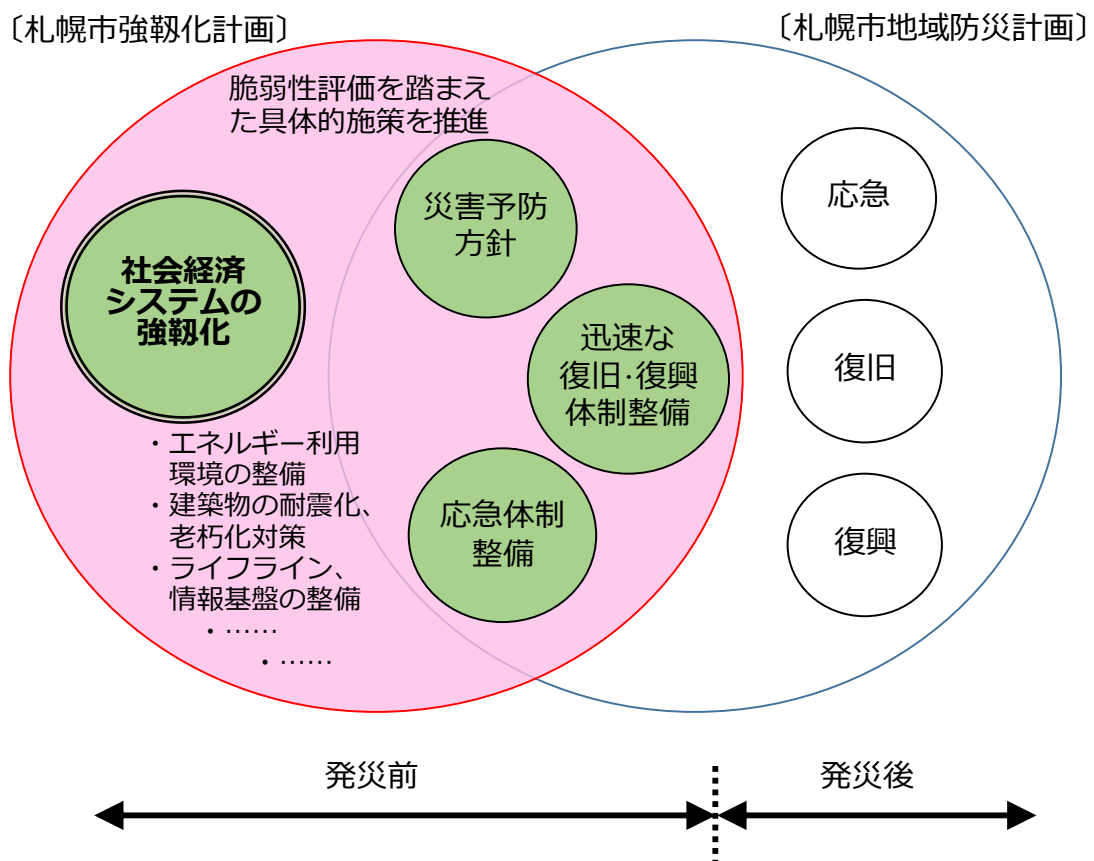 〔札幌市強靱化計画〕
〔札幌市地域防災計画〕
脆弱性評価を踏まえ
た具体的施策を推進
社会経済
システムの
強靱化
災害予防
方針
迅速な
復旧･復興
体制整備
応急体制
整備
応急
復旧
復興
・エネルギー利用
環境の整備
・建築物の耐震化、
老朽化対策
・ライフライン、
情報基盤の整備
・……
・……
発災前
発災後